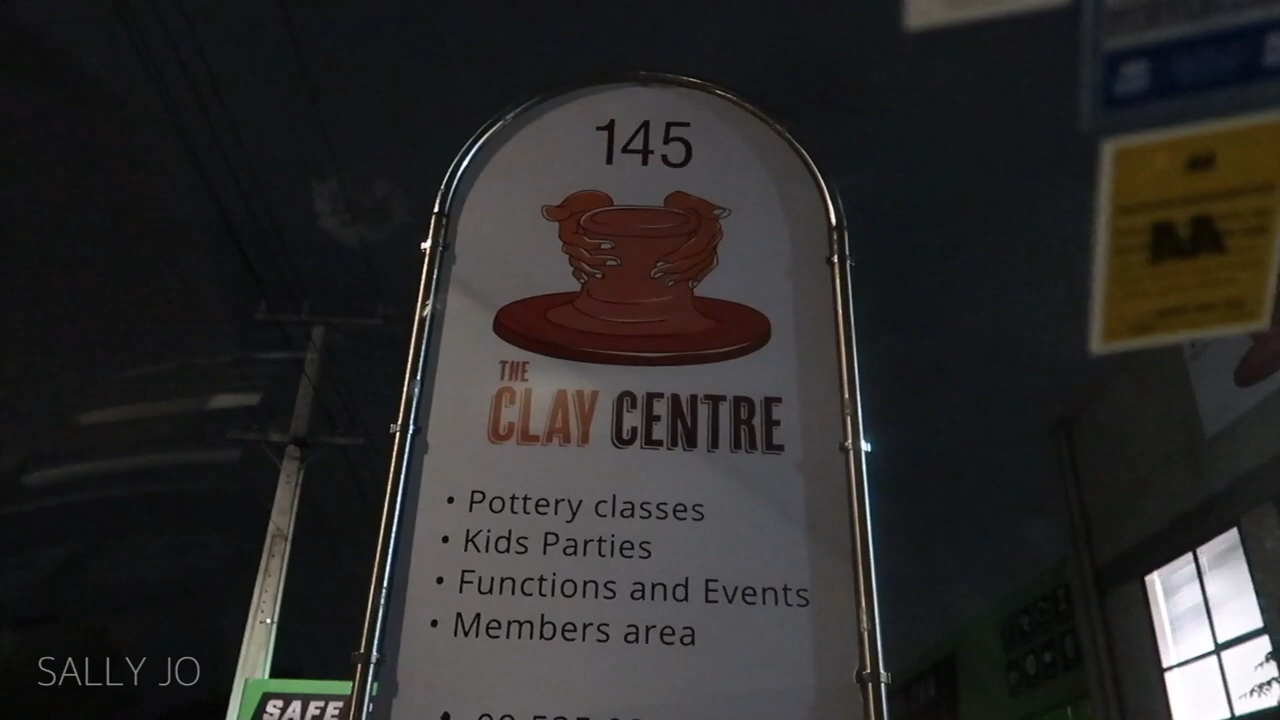 145
THE
CLAY CENTRE
• Pottery classes
• Kids Parties
• Functions and Events
• Members area
SALLY JO
SAFE